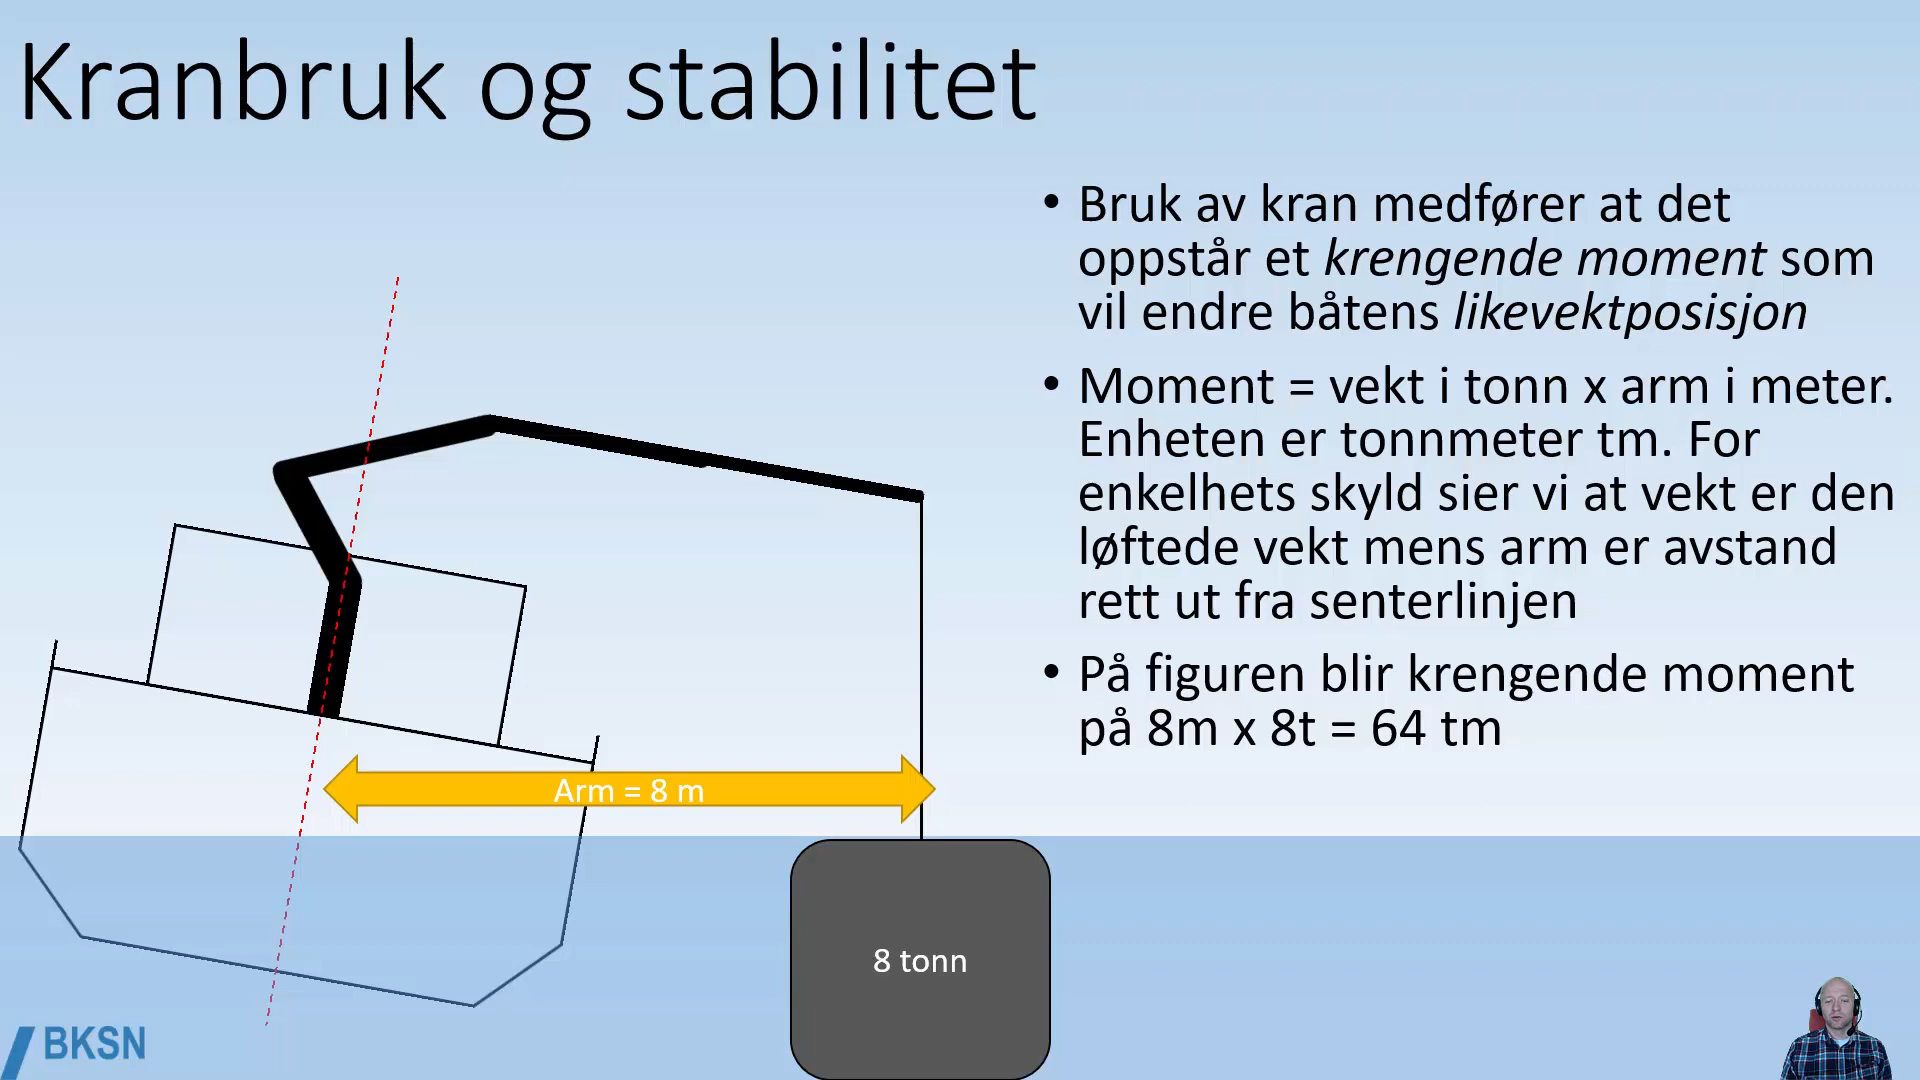 Kranbruk og stabilitet
• Bruk av kran medfører at det
oppstår et krengende moment som
vil endre båtens likevektposisjon
• Moment = vekt i tonn x arm i meter.
Enheten er tonnmeter tm. For
enkelhets skyld sier vi at vekt er den
løftede vekt mens arm er avstand
rett ut fra senterlinjen
• På figuren blir krengende moment
på 8m x 8t = 64 tm
Arm = 8 m
8 tonn
BKSN